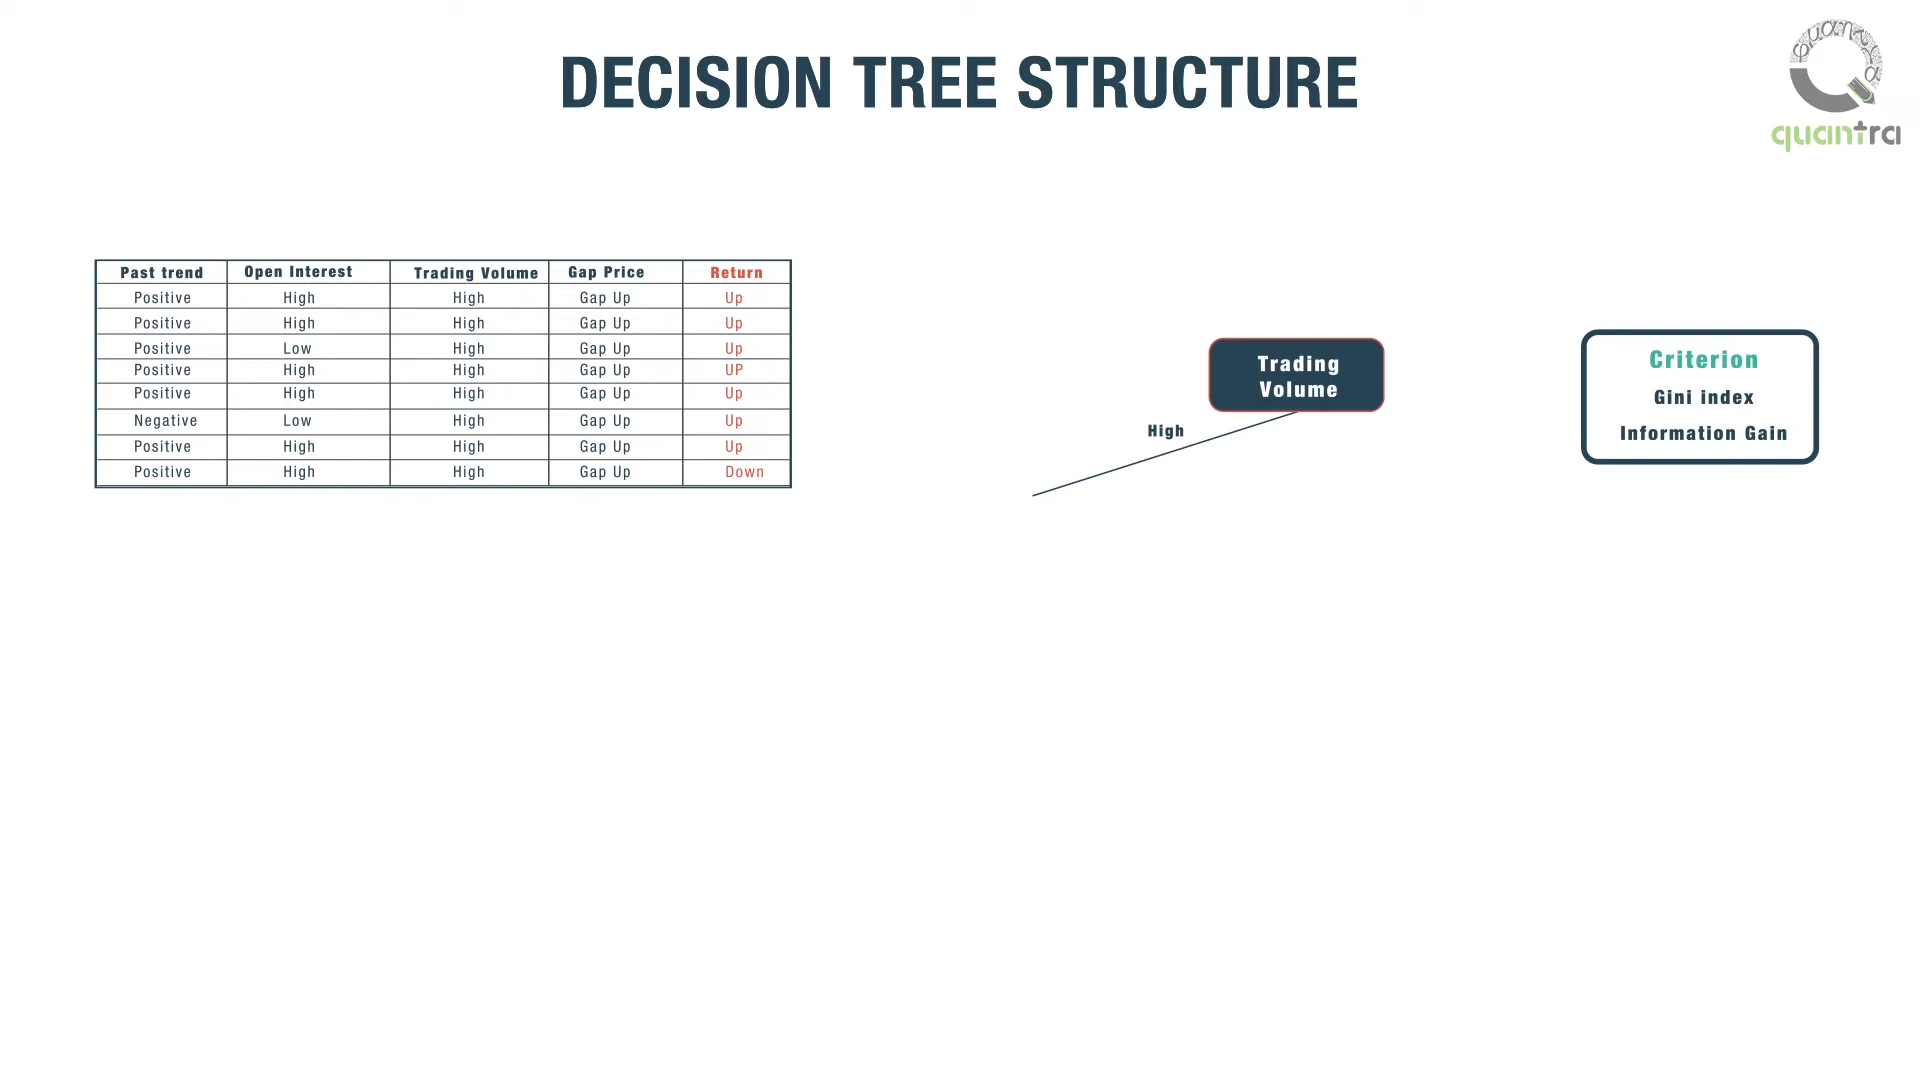 DECISION TREE STRUCTURE
quantra
Quantra
Past trend Open Interest Trading Volume Gap Price Return
Positive High High Gap Up Up
Positive High High Gap Up Up
Positive Low High Gap Up Up
Positive High High Gap Up UP
Positive High High Gap Up Up
Negative Low High Gap Up Up
Positive High High Gap Up Up
Positive High High Gap Up Down
Trading
Volume
High
Criterion
Gini index
Information Gain